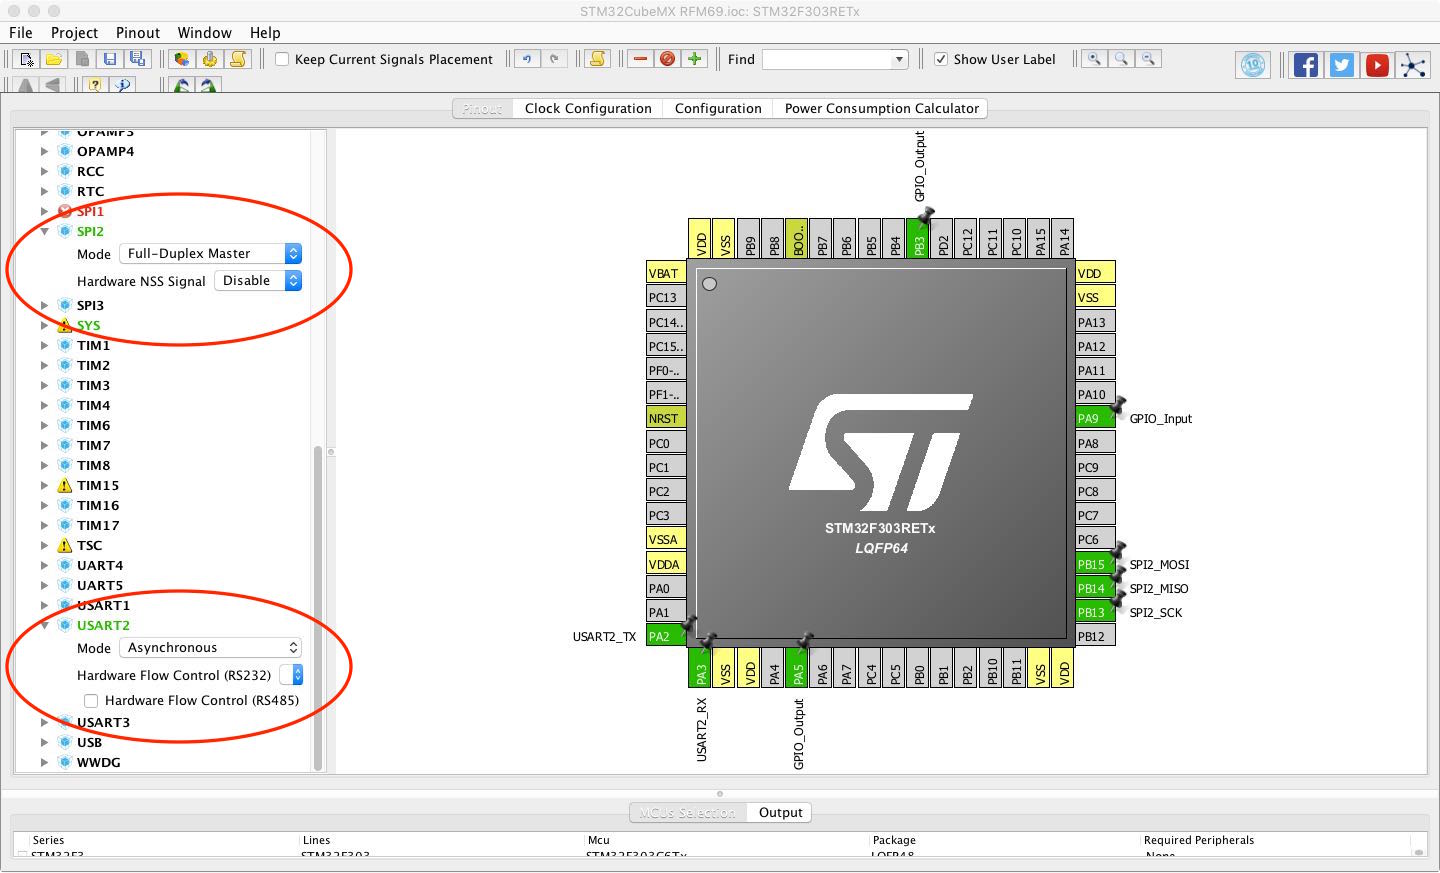 STM32CubeMX RFM69.ioc: STM32F303RETx
File Project Pinout Window Help
Keep Current Signals Placement Find Show User Label
10
?
Pinout Clock Configuration Configuration Power Consumption Calculator
OPAMP3
OPAMP4
RCC
RTC
SPI1
SPI2
Mode Full-Duplex Master
Hardware NSS Signal Disable
SPI3
SYS
TIM1
TIM2
TIM3
TIM4
TIM6
TIM7
TIM8
TIM15
TIM16
TIM17
TSC
UART4
UART5
USART1
USART2
Mode Asynchronous
Hardware Flow Control (RS232)
Hardware Flow Control (RS485)
USART3
USB
WWDG
GPIO_Output
VDD VSS PB9 PB8 BOO.. PB7 PB6 PB5 PB4 PB3 PD2 PC12 PC11 PC10 PA15 PA14
VBAT
PC13
PC14..
PC15..
PF0-..
PF1-..
NRST
PC0
PC1
PC2
PC3
VSSA
VDDA
PA0
PA1
USART2_TX PA2
ST
STM32F303RETx
LQFP64
VDD
VSS
PA13
PA12
PA11
PA10
PA9 GPIO_Input
PA8
PC9
PC8
PC7
PC6
PB15 SPI2_MOSI
PB14 SPI2_MISO
PB13 SPI2_SCK
PB12
PA3 VSS VDD PA4 PA5 PA6 PA7 PC4 PC5 PB0 PB1 PB2 PB10 PB11 VSS VDD
USART2_RX GPIO_Output
MCUs Selection Output
Series Lines Mcu Package Required Peripherals
STM32F3 STM32F303 STM32F303C6Tx LQFP48 None